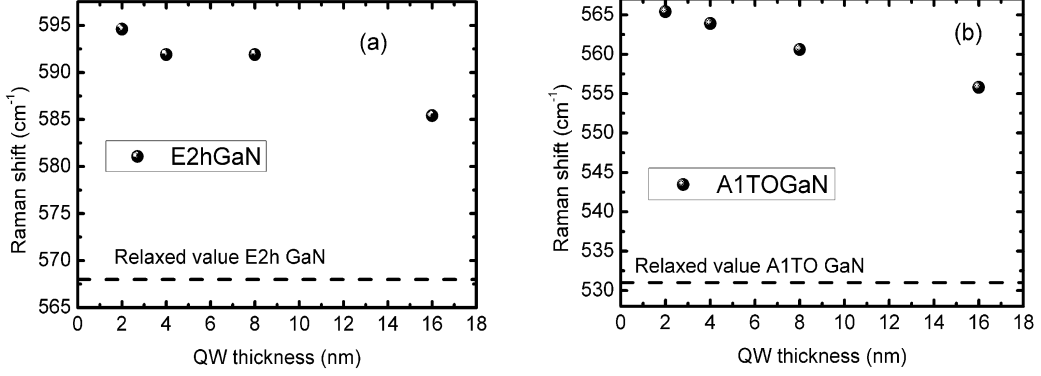 595
590
585
580
575
570
565
Raman shift (cm⁻¹)
(a)
E2hGaN
Relaxed value E2h GaN
0 2 4 6 8 10 12 14 16 18
QW thickness (nm)
565
560
555
550
545
540
535
530
Raman shift (cm⁻¹)
(b)
A1TOGaN
Relaxed value A1TO GaN
0 2 4 6 8 10 12 14 16 18
QW thickness (nm)